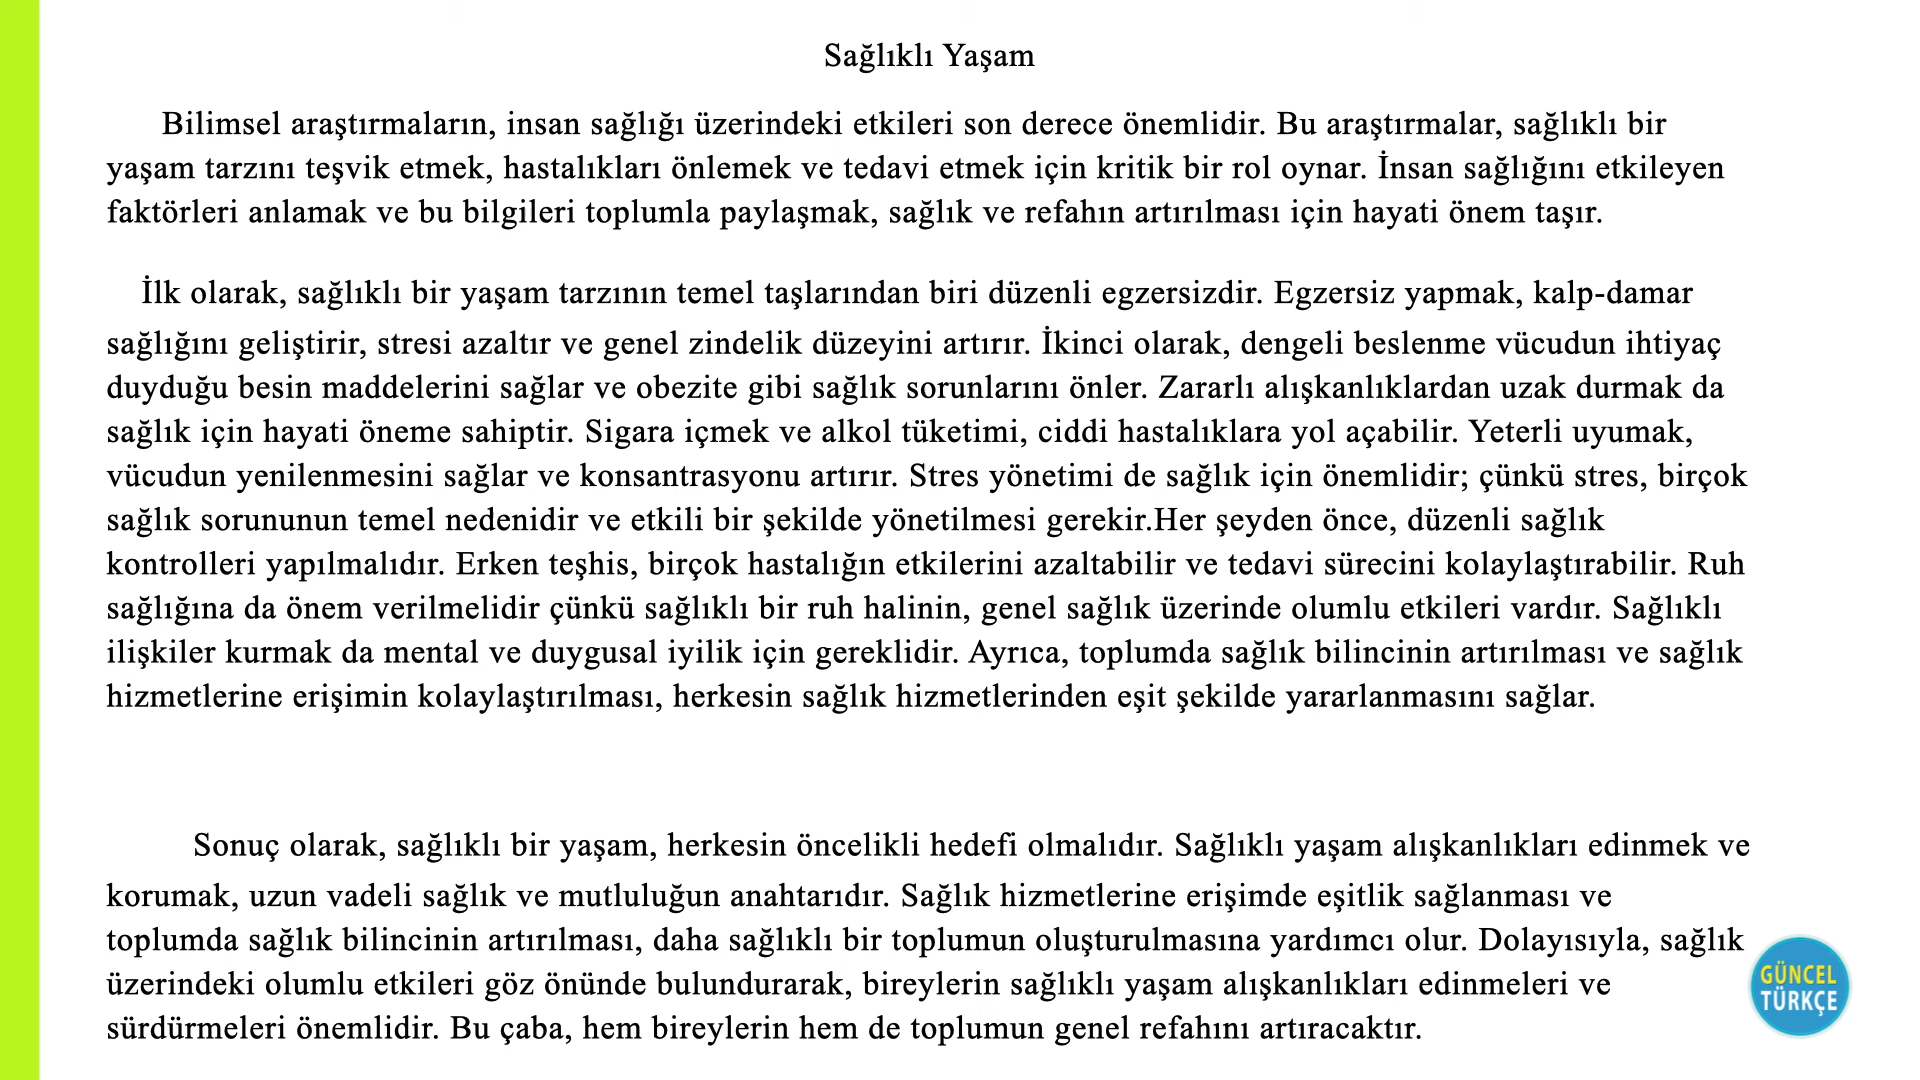 Sağlıklı Yaşam
Bilimsel araştırmaların, insan sağlığı üzerindeki etkileri son derece önemlidir. Bu araştırmalar, sağlıklı bir
yaşam tarzını teşvik etmek, hastalıkları önlemek ve tedavi etmek için kritik bir rol oynar. İnsan sağlığını etkileyen
faktörleri anlamak ve bu bilgileri toplumla paylaşmak, sağlık ve refahın artırılması için hayati önem taşır.
İlk olarak, sağlıklı bir yaşam tarzının temel taşlarından biri düzenli egzersizdir. Egzersiz yapmak, kalp-damar
sağlığını geliştirir, stresi azaltır ve genel zindelik düzeyini artırır. İkinci olarak, dengeli beslenme vücudun ihtiyaç
duyduğu besin maddelerini sağlar ve obezite gibi sağlık sorunlarını önler. Zararlı alışkanlıklardan uzak durmak da
sağlık için hayati öneme sahiptir. Sigara içmek ve alkol tüketimi, ciddi hastalıklara yol açabilir. Yeterli uyumak,
vücudun yenilenmesini sağlar ve konsantrasyonu artırır. Stres yönetimi de sağlık için önemlidir; çünkü stres, birçok
sağlık sorununun temel nedenidir ve etkili bir şekilde yönetilmesi gerekir.Her şeyden önce, düzenli sağlık
kontrolleri yapılmalıdır. Erken teşhis, birçok hastalığın etkilerini azaltabilir ve tedavi sürecini kolaylaştırabilir. Ruh
sağlığına da önem verilmelidir çünkü sağlıklı bir ruh halinin, genel sağlık üzerinde olumlu etkileri vardır. Sağlıklı
ilişkiler kurmak da mental ve duygusal iyilik için gereklidir. Ayrıca, toplumda sağlık bilincinin artırılması ve sağlık
hizmetlerine erişimin kolaylaştırılması, herkesin sağlık hizmetlerinden eşit şekilde yararlanmasını sağlar.
Sonuç olarak, sağlıklı bir yaşam, herkesin öncelikli hedefi olmalıdır. Sağlıklı yaşam alışkanlıkları edinmek ve
korumak, uzun vadeli sağlık ve mutluluğun anahtarıdır. Sağlık hizmetlerine erişimde eşitlik sağlanması ve
toplumda sağlık bilincinin artırılması, daha sağlıklı bir toplumun oluşturulmasına yardımcı olur. Dolayısıyla, sağlık
üzerindeki olumlu etkileri göz önünde bulundurarak, bireylerin sağlıklı yaşam alışkanlıkları edinmeleri ve
sürdürmeleri önemlidir. Bu çaba, hem bireylerin hem de toplumun genel refahını artıracaktır.
GÜNCEL
TÜRKÇE